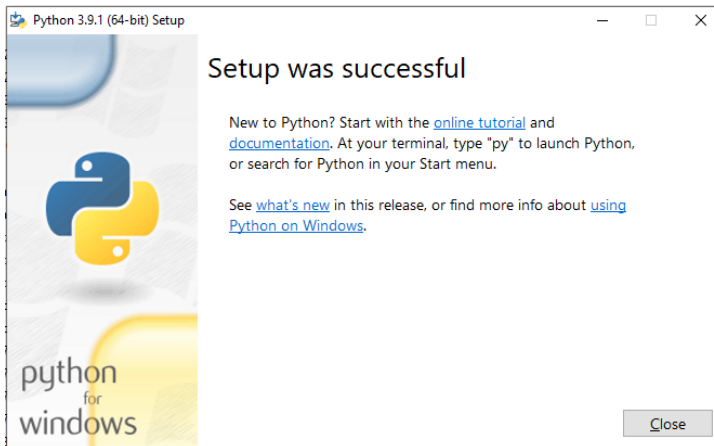 Python 3.9.1 (64-bit) Setup
Setup was successful
New to Python? Start with the online tutorial and
documentation. At your terminal, type "py" to launch Python,
or search for Python in your Start menu.
See what's new in this release, or find more info about using
Python on Windows.
python
for
windows
Close